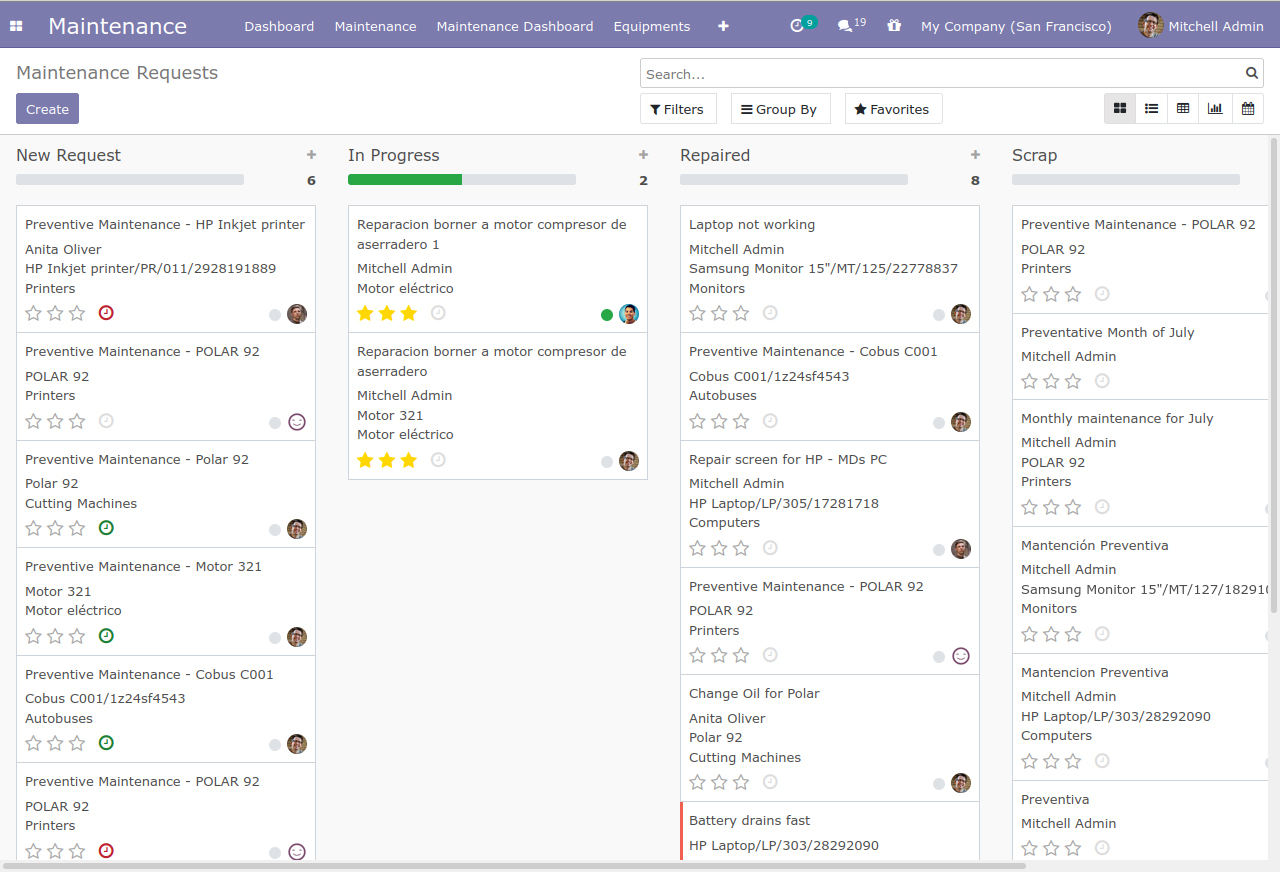 Maintenance
Dashboard
Maintenance
Maintenance Dashboard
Equipments
9
19
My Company (San Francisco)
Mitchell Admin
Maintenance Requests
Search...
Create
Filters
Group By
Favorites
New Request
6
Preventive Maintenance - HP Inkjet printer
Anita Oliver
HP Inkjet printer/PR/011/2928191889
Printers
Preventive Maintenance - POLAR 92
POLAR 92
Printers
Preventive Maintenance - Polar 92
Polar 92
Cutting Machines
Preventive Maintenance - Motor 321
Motor 321
Motor eléctrico
Preventive Maintenance - Cobus C001
Cobus C001/1z24sf4543
Autobuses
Preventive Maintenance - POLAR 92
POLAR 92
Printers
In Progress
2
Reparacion borner a motor compresor de
aserradero 1
Mitchell Admin
Motor eléctrico
Reparacion borner a motor compresor de
aserradero
Mitchell Admin
Motor 321
Motor eléctrico
Repaired
8
Laptop not working
Mitchell Admin
Samsung Monitor 15"/MT/125/22778837
Monitors
Preventive Maintenance - Cobus C001
Cobus C001/1z24sf4543
Autobuses
Repair screen for HP - MDs PC
Mitchell Admin
HP Laptop/LP/305/17281718
Computers
Preventive Maintenance - POLAR 92
POLAR 92
Printers
Change Oil for Polar
Anita Oliver
Polar 92
Cutting Machines
Battery drains fast
HP Laptop/LP/303/28292090
Scrap
Preventive Maintenance - POLAR 92
POLAR 92
Printers
Preventative Month of July
Mitchell Admin
Monthly maintenance for July
Mitchell Admin
POLAR 92
Printers
Mantención Preventiva
Mitchell Admin
Samsung Monitor 15"/MT/127/18291
Monitors
Mantencion Preventiva
Mitchell Admin
HP Laptop/LP/303/28292090
Computers
Preventiva
Mitchell Admin